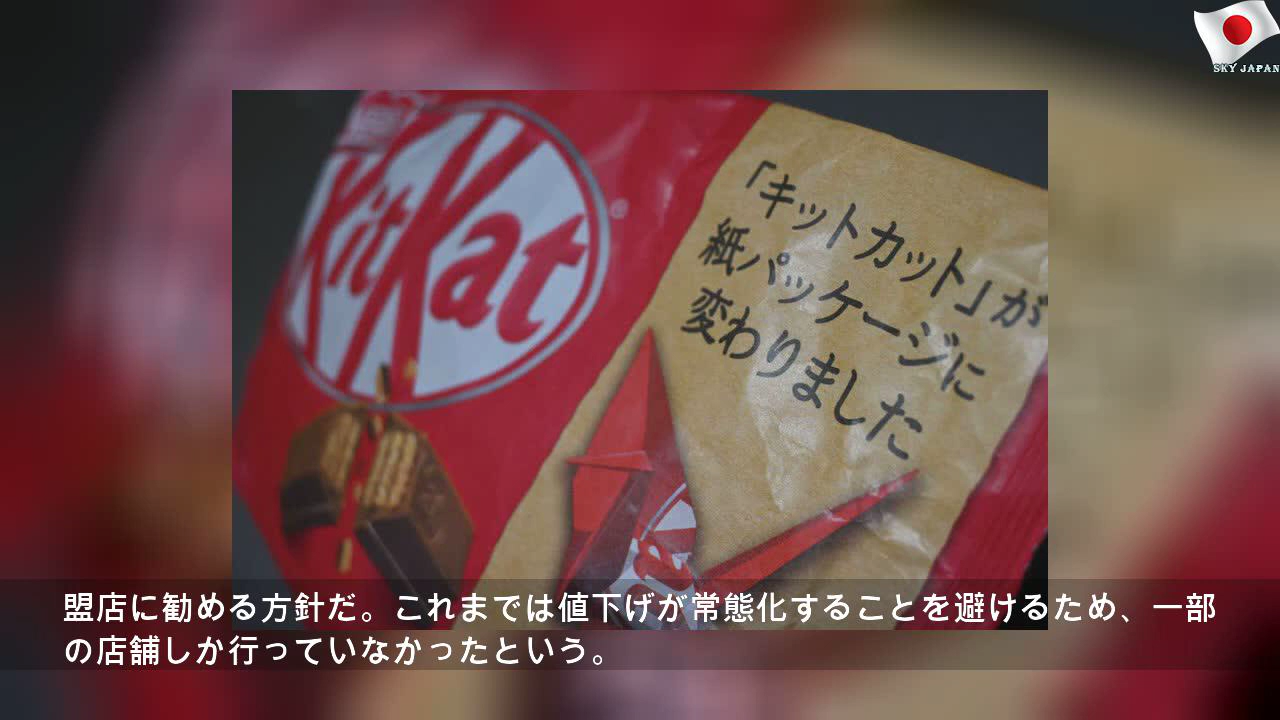 SKY JAPAN
KitKat
「キットカット」が
紙パッケージに
変わりました
盟店に勧める方針だ。これまでは値下げが常態化することを避けるため、一部
の店舗しか行っていなかったという。